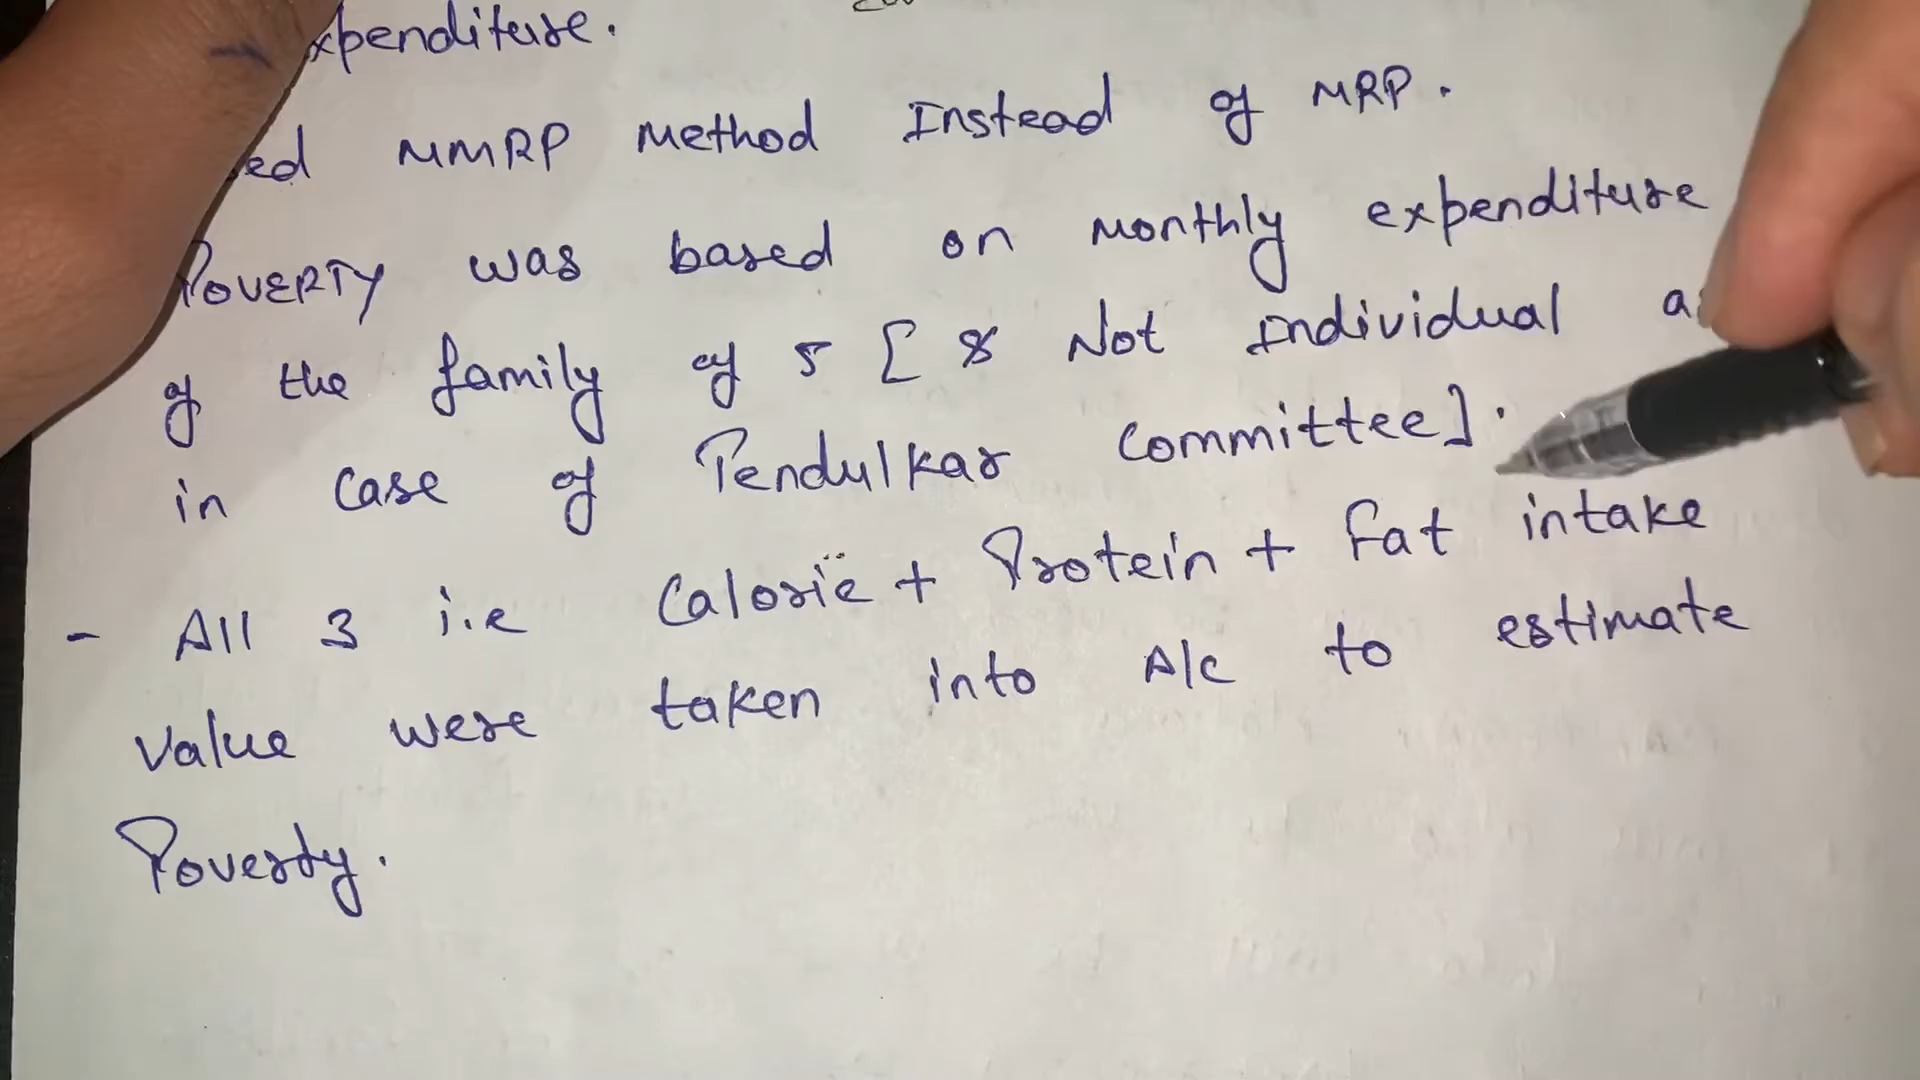 xpenditure.
ed MMRP Method Instead of MRP.
POVERTY was based on Monthly expenditure
of the family of 5 [ & Not Individual a
in case of Tendulkar Committee].
- All 3 i.e Calorie + Protein + Fat intake
Value were taken into A/c to estimate
Poverty.